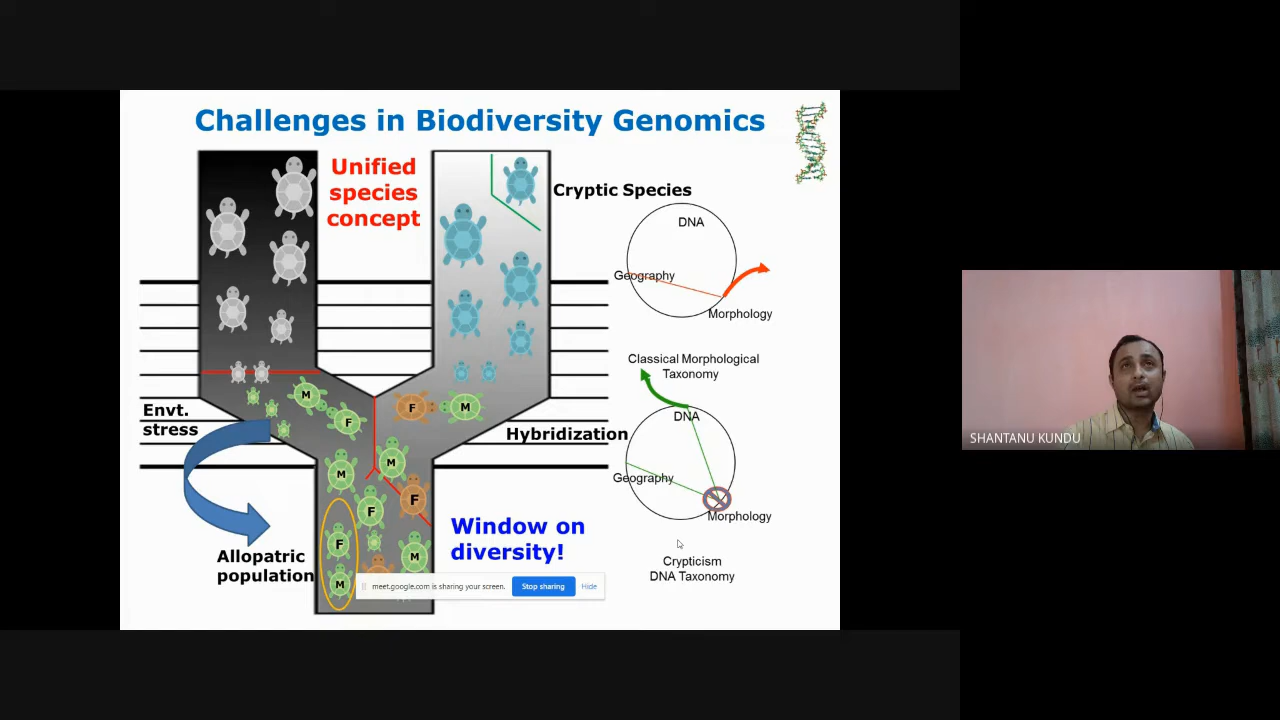 Challenges in Biodiversity Genomics
Unified
species
concept
Cryptic Species
DNA
Geography
Morphology
Classical Morphological
Taxonomy
M
F
F
M
Envt.
stress
Hybridization
DNA
M
M
Geography
F
F
Morphology
Window on
diversity!
F
M
Allopatric
population
M
Crypticism
DNA Taxonomy
meet.google.com is sharing your screen.
Stop sharing
Hide
SHANTANU KUNDU